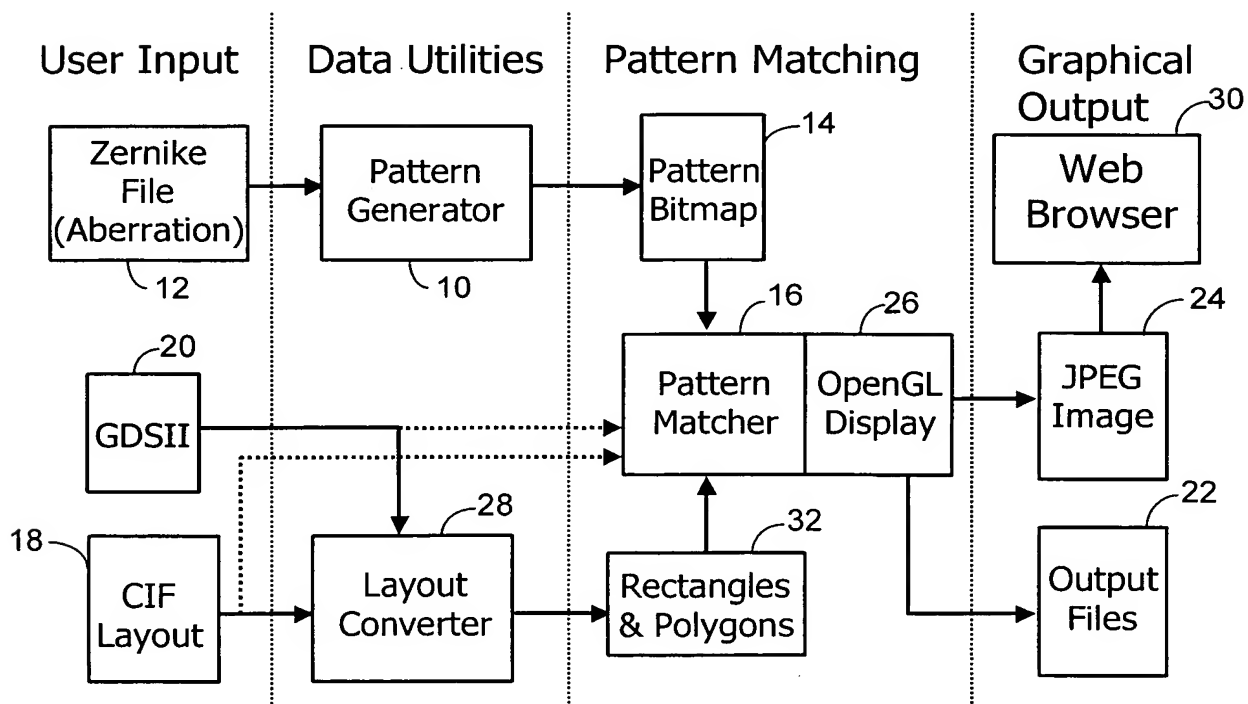 User Input
Data Utilities
Pattern Matching
Graphical
Output
30
14
Zernike
File
(Aberration)
12
Pattern
Generator
10
Pattern
Bitmap
Web
Browser
20
GDSII
16
26
24
Pattern
Matcher
OpenGL
Display
JPEG
Image
18
CIF
Layout
28
Layout
Converter
32
Rectangles
& Polygons
22
Output
Files